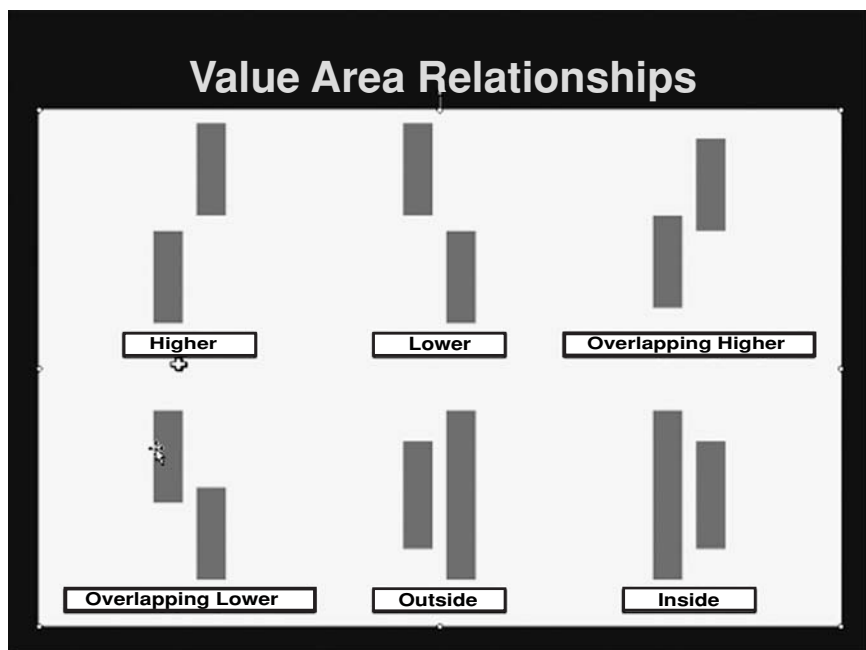 Value Area Relationships
Higher
Lower
Overlapping Higher
Overlapping Lower
Outside
Inside